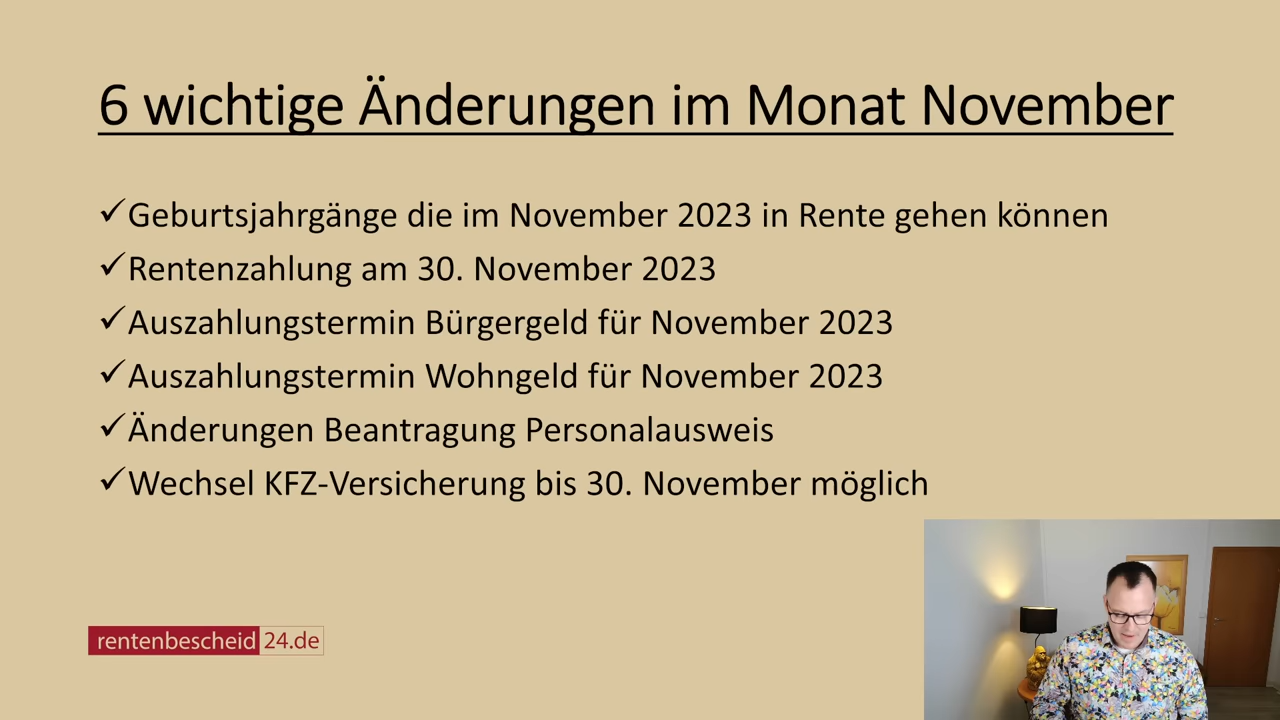 6 wichtige Änderungen im Monat November
✓Geburtsjahrgänge die im November 2023 in Rente gehen können
✓Rentenzahlung am 30. November 2023
✓Auszahlungstermin Bürgergeld für November 2023
✓Auszahlungstermin Wohngeld für November 2023
✓Änderungen Beantragung Personalausweis
✓Wechsel KFZ-Versicherung bis 30. November möglich
rentenbescheid 24.de